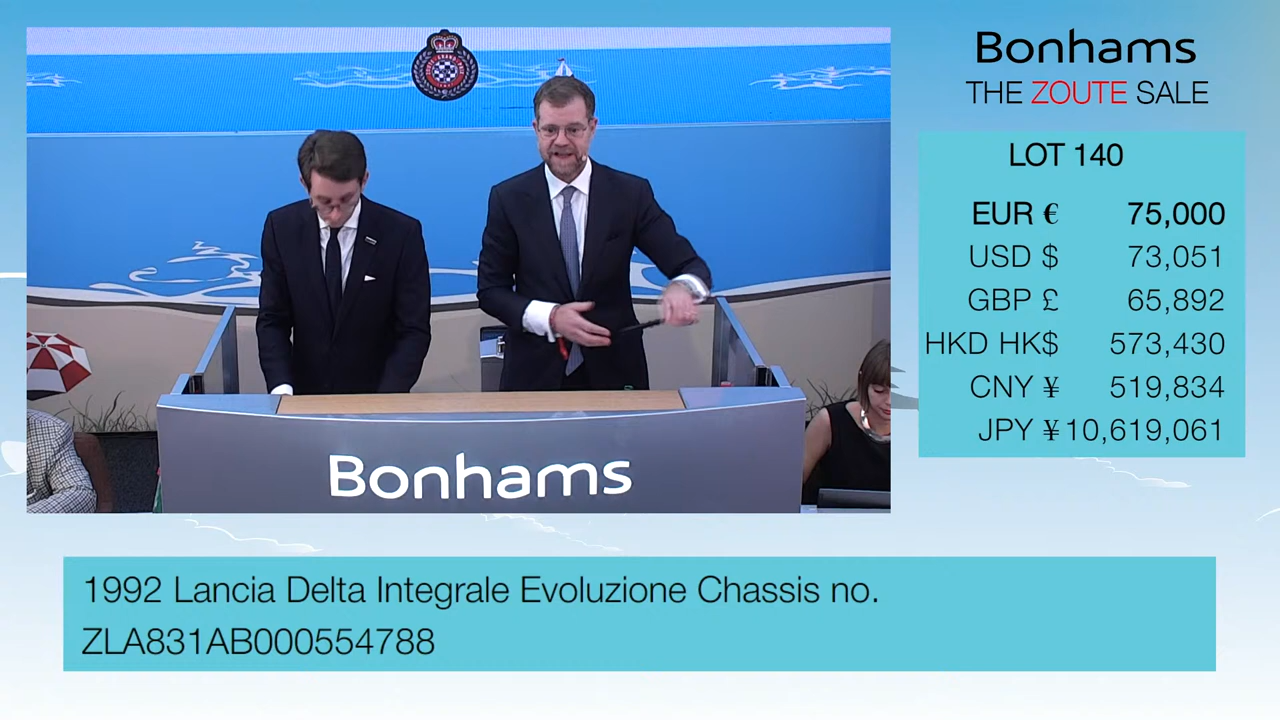 Bonhams
THE ZOUTE SALE
LOT 140
EUR € 75,000
USD $ 73,051
GBP £ 65,892
HKD HK$ 573,430
CNY ¥ 519,834
JPY ¥ 10,619,061
Bonhams
1992 Lancia Delta Integrale Evoluzione Chassis no.
ZLA831AB000554788